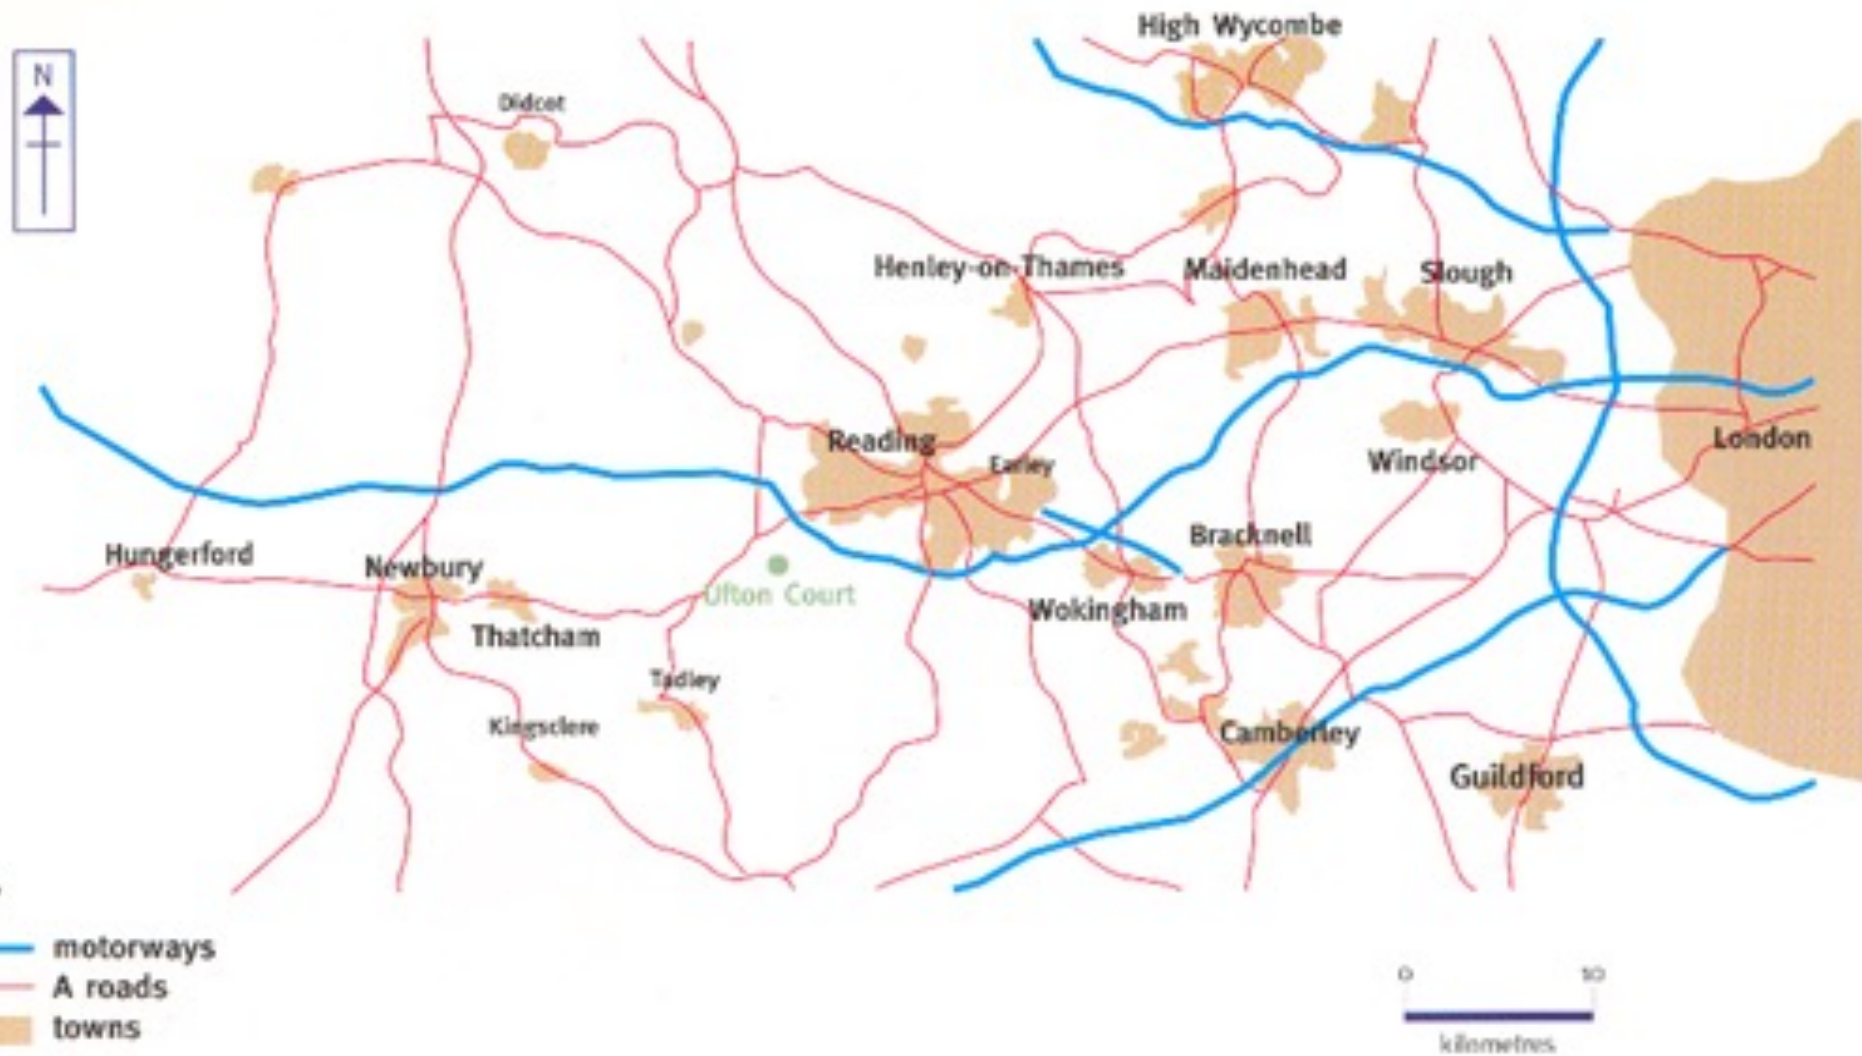 High Wycombe
N
Didcot
Henley-on-Thames
Maidenhead
Slough
Reading
Earley
London
Windsor
Bracknell
Hungerford
Newbury
Ufton Court
Wokingham
Thatcham
Tadley
Kingsclere
Camberley
Guildford
motorways
A roads
towns
0 10
kilometres